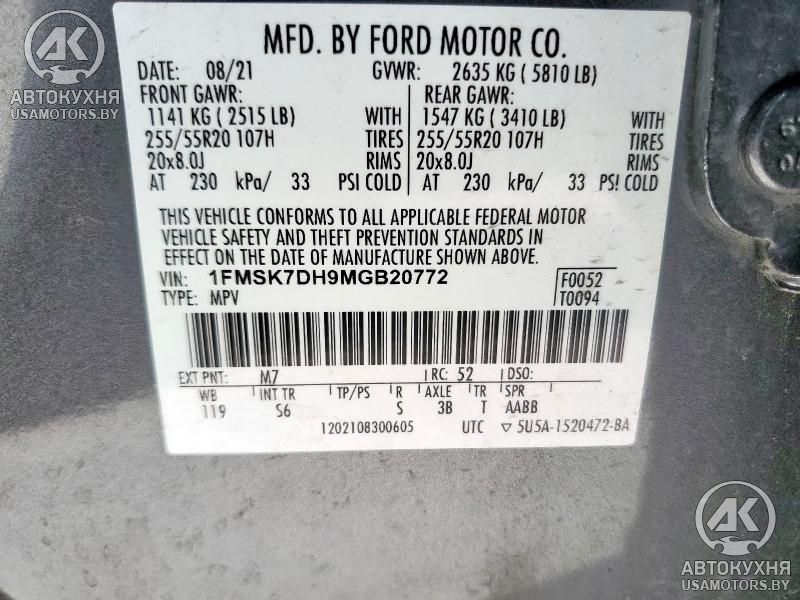 MFD. BY FORD MOTOR CO.
DATE: 08/21 GVWR: 2635 KG ( 5810 LB)
FRONT GAWR: REAR GAWR:
1141 KG ( 2515 LB) WITH 1547 KG ( 3410 LB) WITH
255/55R20 107H TIRES 255/55R20 107H TIRES
20x8.0J RIMS 20x8.0J RIMS
AT 230 kPa/ 33 PSI COLD AT 230 kPa/ 33 PSI COLD
THIS VEHICLE CONFORMS TO ALL APPLICABLE FEDERAL MOTOR
VEHICLE SAFETY AND THEFT PREVENTION STANDARDS IN
EFFECT ON THE DATE OF MANUFACTURE SHOWN ABOVE.
VIN: 1FMSK7DH9MGB20772 F0052
TYPE: MPV T0094
EXT PNT: M7 RC: 52 DSO:
WB INT TR TP/PS R AXLE TR SPR
119 S6 S 3B T AABB
1202108300605 UTC ▽ 5U5A-1520472-BA
АК
АВТОКУХНЯ
USAMOTORS.BY
АК
АВТОКУХНЯ
USAMOTORS.BY